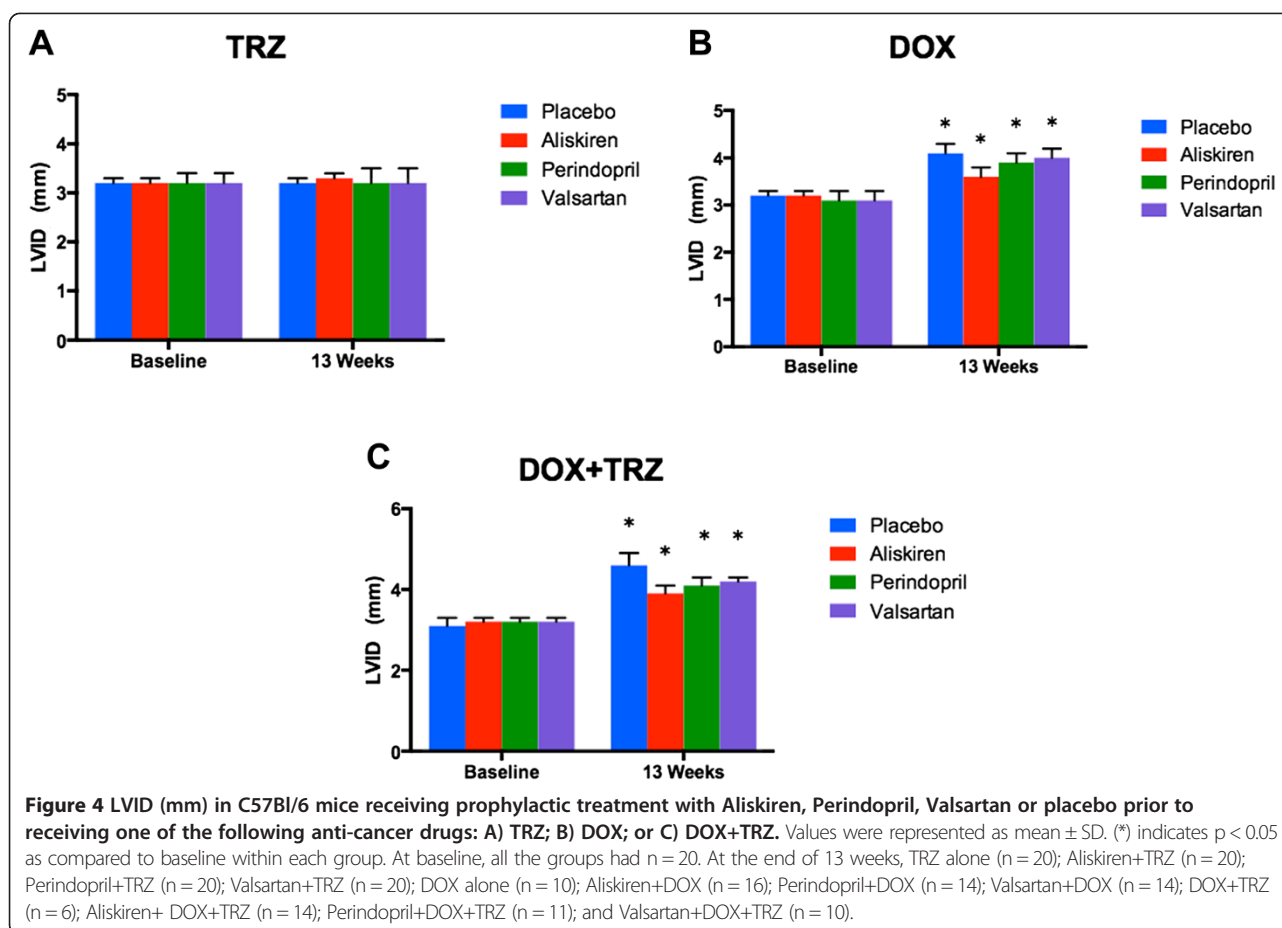 A
TRZ
5
4
3
2
1
0
LVID (mm)
Baseline
13 Weeks
Placebo
Aliskiren
Perindopril
Valsartan
B
DOX
5
4
3
2
1
0
LVID (mm)
* * * *
Baseline
13 Weeks
Placebo
Aliskiren
Perindopril
Valsartan
C
DOX+TRZ
6
4
2
0
LVID (mm)
* * * *
Baseline
13 Weeks
Placebo
Aliskiren
Perindopril
Valsartan
Figure 4 LVID (mm) in C57Bl/6 mice receiving prophylactic treatment with Aliskiren, Perindopril, Valsartan or placebo prior to
receiving one of the following anti-cancer drugs: A) TRZ; B) DOX; or C) DOX+TRZ. Values were represented as mean ± SD. (*) indicates p < 0.05
as compared to baseline within each group. At baseline, all the groups had n = 20. At the end of 13 weeks, TRZ alone (n = 20); Aliskiren+TRZ (n = 20);
Perindopril+TRZ (n = 20); Valsartan+TRZ (n = 20); DOX alone (n = 10); Aliskiren+DOX (n = 16); Perindopril+DOX (n = 14); Valsartan+DOX (n = 14); DOX+TRZ
(n = 6); Aliskiren+ DOX+TRZ (n = 14); Perindopril+DOX+TRZ (n = 11); and Valsartan+DOX+TRZ (n = 10).